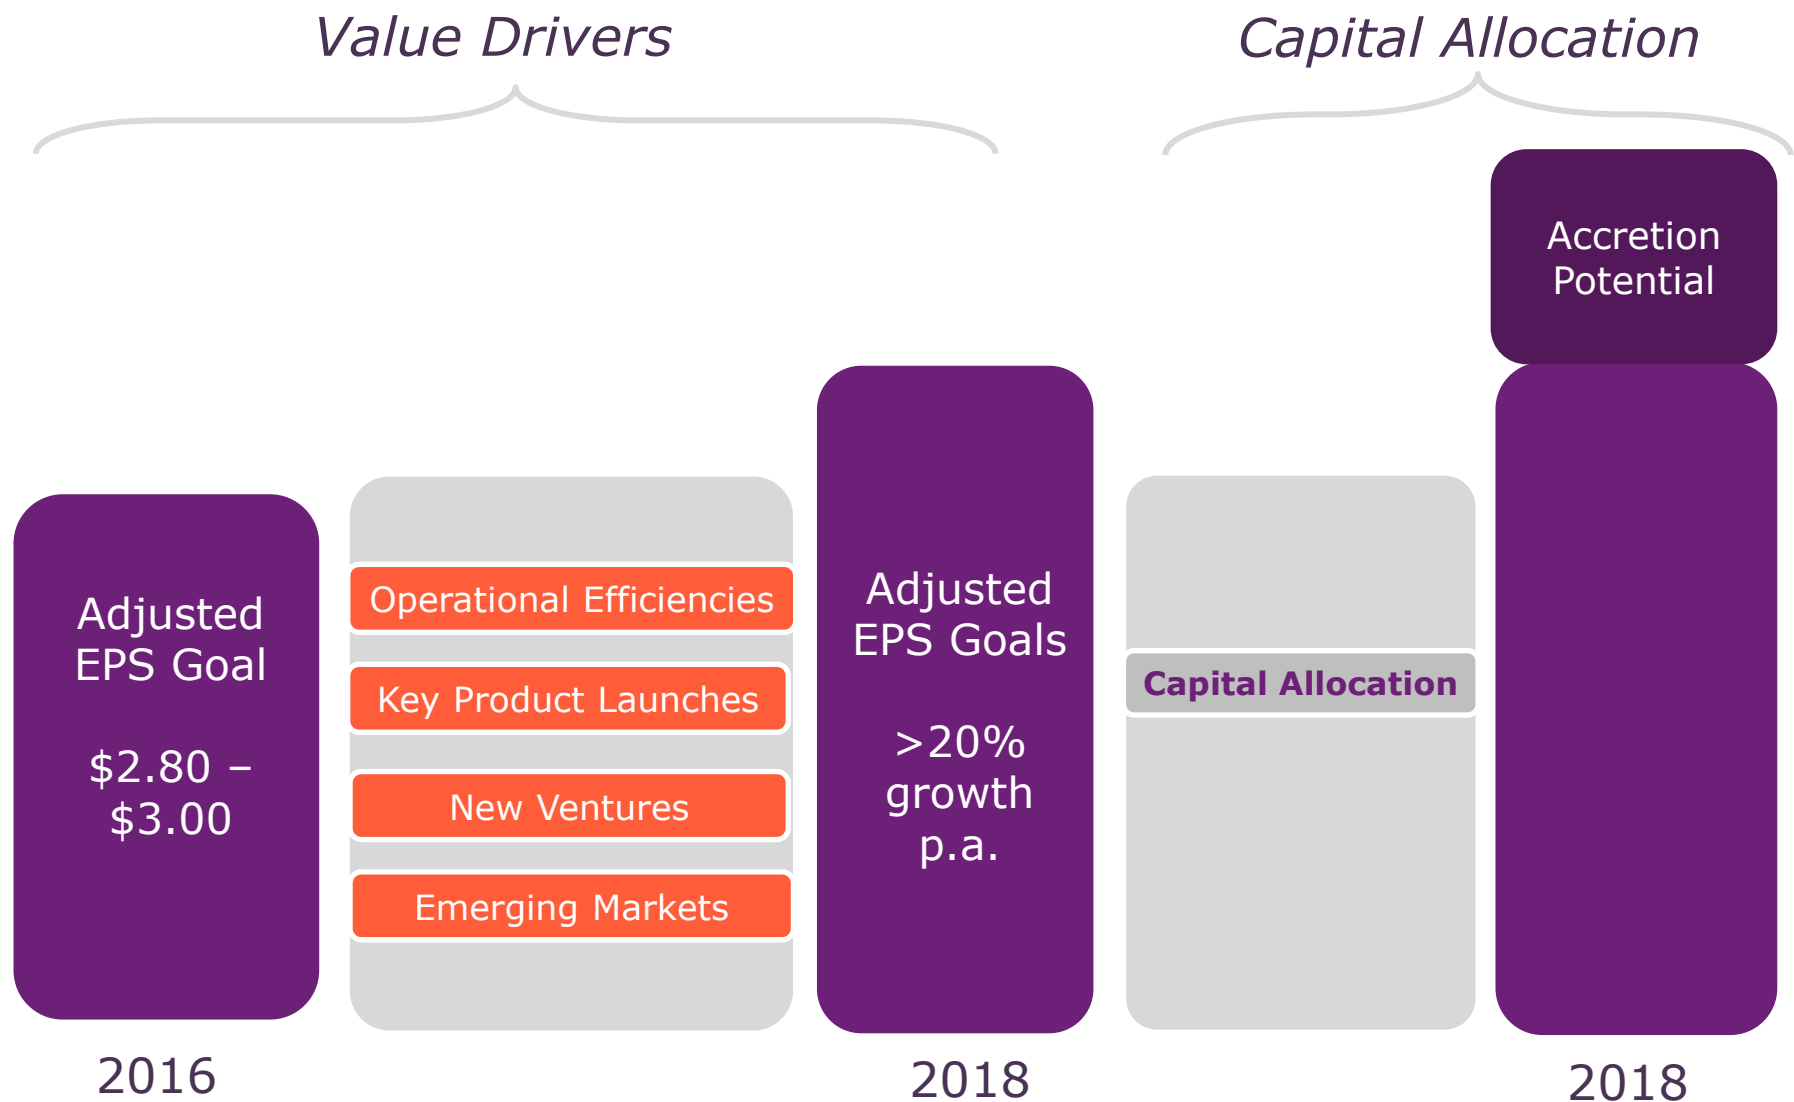 Value Drivers
Capital Allocation
Adjusted
EPS Goal
$2.80 –
$3.00
2016
Operational Efficiencies
Key Product Launches
New Ventures
Emerging Markets
Adjusted
EPS Goals
>20%
growth
p.a.
2018
Capital Allocation
Accretion
Potential
2018